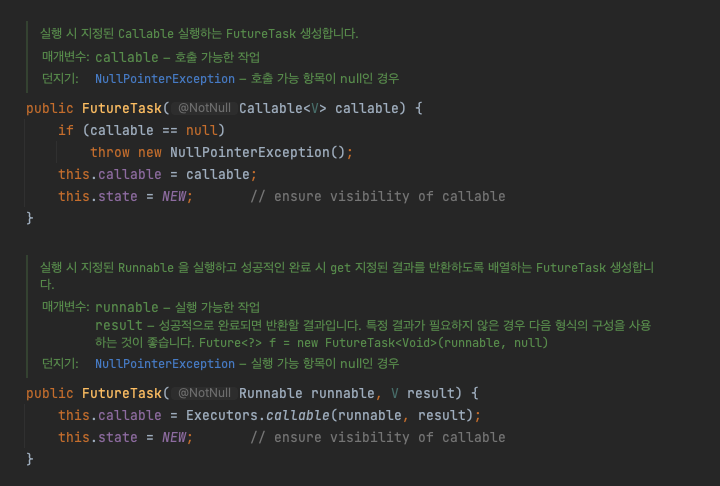 실행 시 지정된 Callable 실행하는 FutureTask 생성합니다.
매개변수: callable – 호출 가능한 작업
던지기: NullPointerException – 호출 가능 항목이 null인 경우
public FutureTask( @NotNull Callable<V> callable) {
if (callable == null)
throw new NullPointerException();
this.callable = callable;
this.state = NEW; // ensure visibility of callable
}
실행 시 지정된 Runnable 을 실행하고 성공적인 완료 시 get 지정된 결과를 반환하도록 배열하는 FutureTask 생성합니
다.
매개변수: runnable – 실행 가능한 작업
result – 성공적으로 완료되면 반환할 결과입니다. 특정 결과가 필요하지 않은 경우 다음 형식의 구성을 사용
하는 것이 좋습니다. Future<?> f = new FutureTask<Void>(runnable, null)
던지기: NullPointerException – 실행 가능 항목이 null인 경우
public FutureTask( @NotNull Runnable runnable, V result) {
this.callable = Executors.callable(runnable, result);
this.state = NEW; // ensure visibility of callable
}